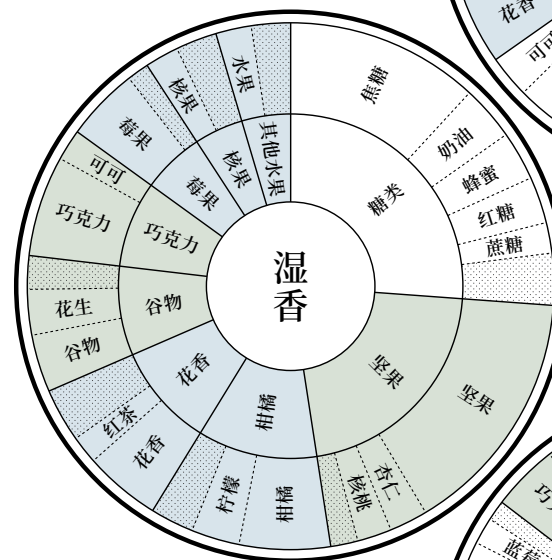 湿
香
糖类
焦糖
奶油
蜂蜜
红糖
蔗糖
坚果
坚果
杏仁
核桃
柑橘
柑橘
柠檬
花香
花香
红茶
谷物
谷物
花生
巧克力
巧克力
可可
莓果
莓果
核果
核果
其他水果
水果
花香
可可
巧
蓝莓